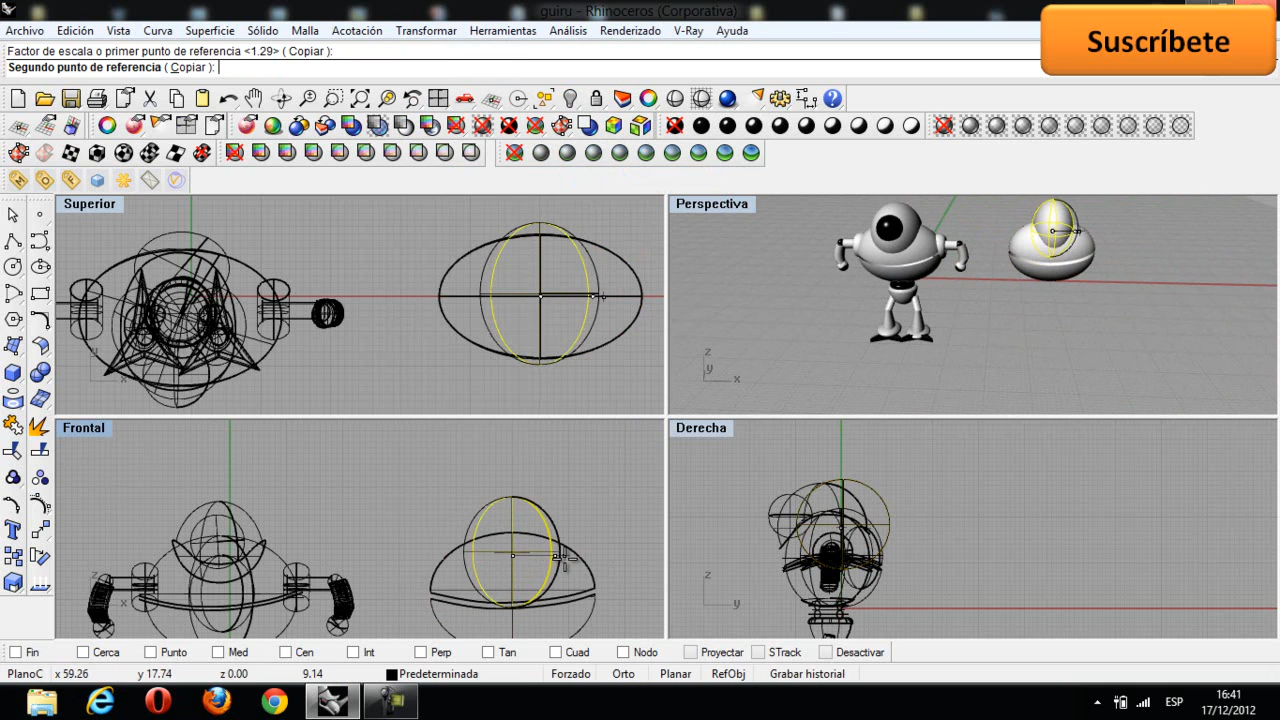 guiru - Rhinoceros (Corporativa)
Archivo Edición Vista Curva Superficie Sólido Malla Acotación Transformar Herramientas Análisis Renderizado V-Ray Ayuda
Suscríbete
Factor de escala o primer punto de referencia <1.29> ( Copiar ):
Segundo punto de referencia ( Copiar ):
Superior
Perspectiva
y
x
z
y
x
Frontal
Derecha
z
x
z
y
Fin Cerca Punto Med Cen Int Perp Tan Cuad Nodo Proyectar STrack Desactivar
PlanoC x 59.26 y 17.74 z 0.00 9.14 Predeterminada Forzado Orto Planar RefObj Grabar historial
ESP
16:41
17/12/2012